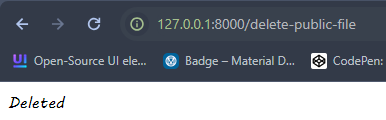 127.0.0.1:8000/delete-public-file
Open-Source UI ele... Badge – Material D... CodePen:
Deleted